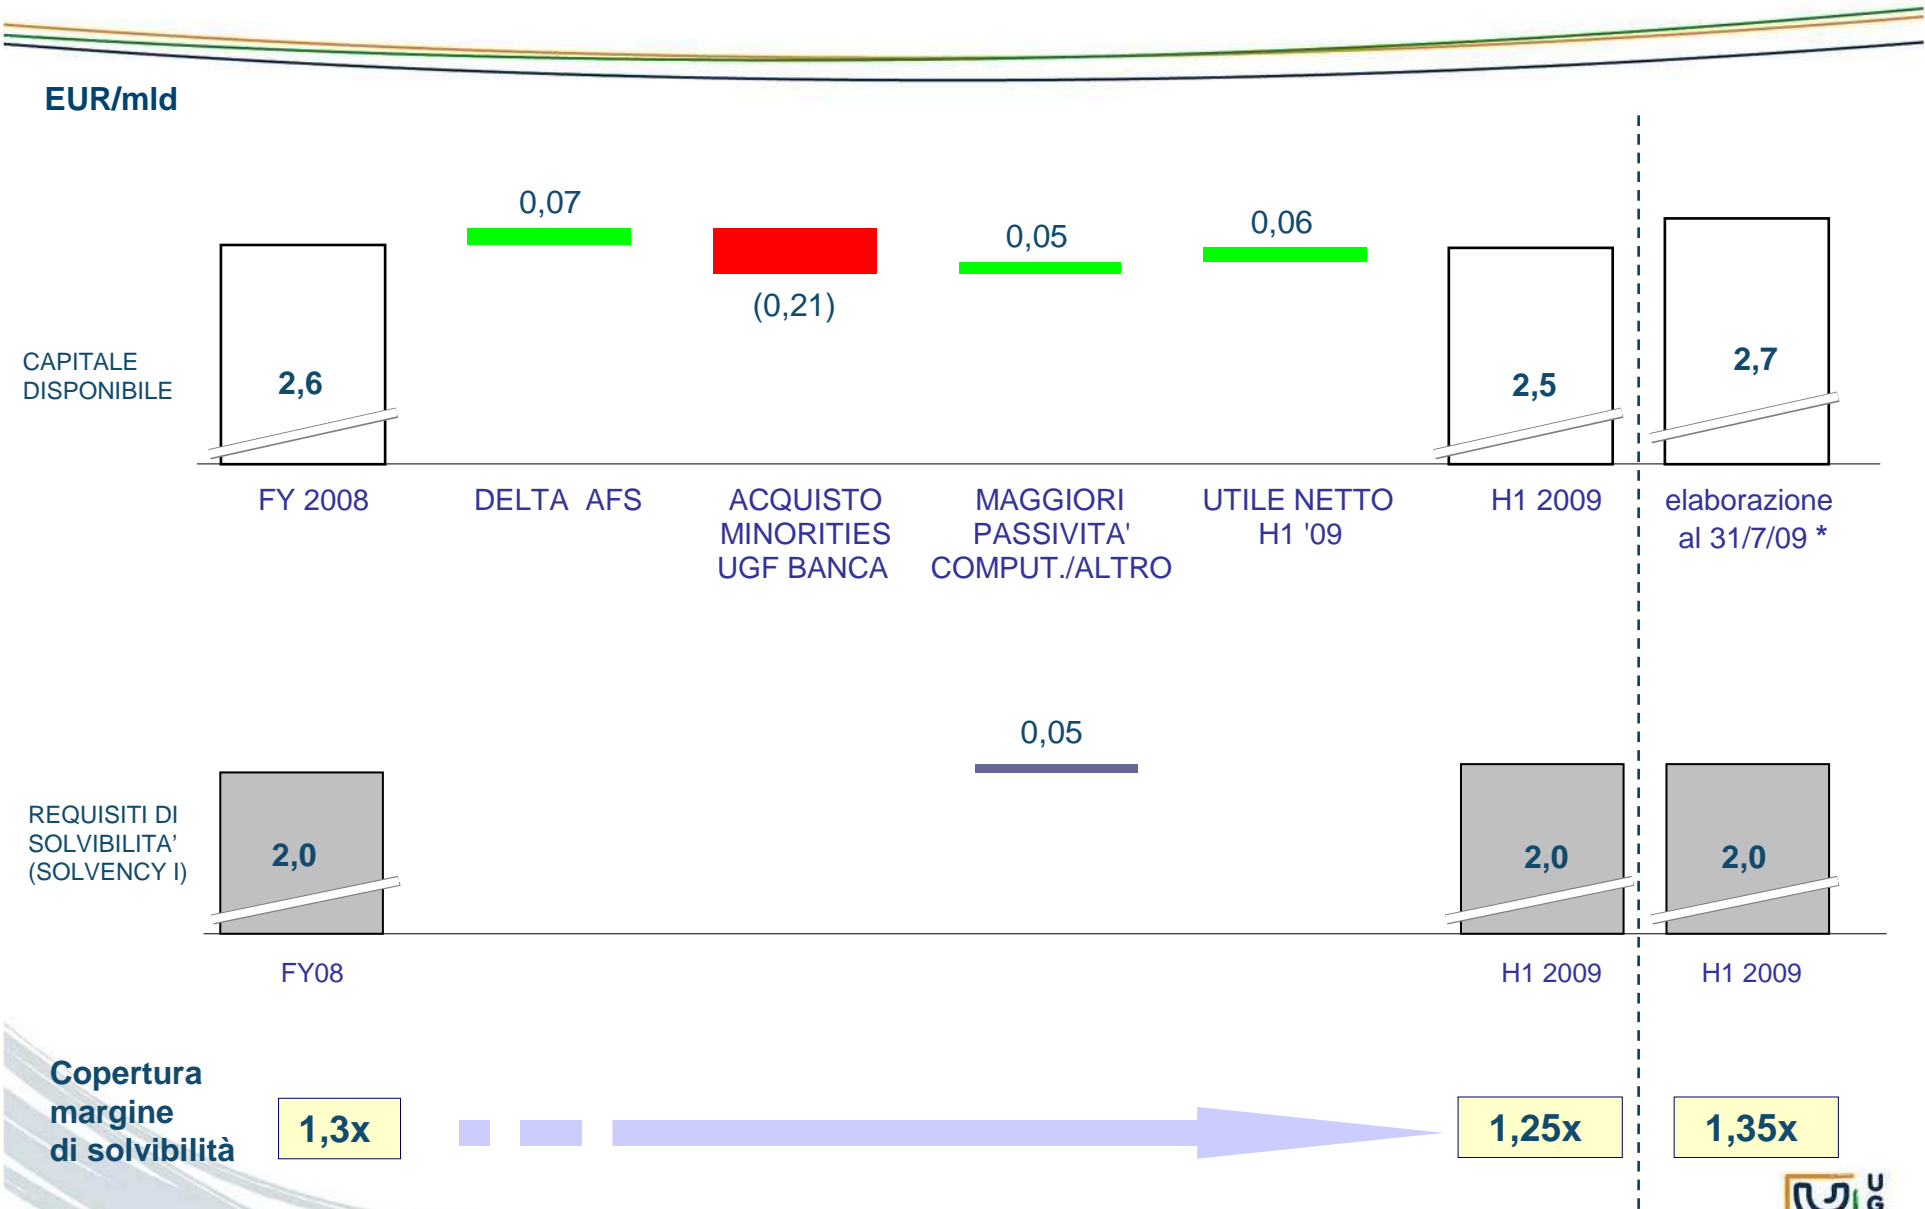 EUR/mld
0,07
0,05
0,06
(0,21)
CAPITALE
DISPONIBILE
2,6
2,5
2,7
FY 2008
DELTA  AFS
ACQUISTO
MINORITIES
UGF BANCA
MAGGIORI
PASSIVITA'
COMPUT./ALTRO
UTILE NETTO
H1 '09
H1 2009
elaborazione
al 31/7/09 *
0,05
REQUISITI DI
SOLVIBILITA’
(SOLVENCY I)
2,0
2,0
2,0
FY08
H1 2009
H1 2009
Copertura
margine
di solvibilità
1,3x
1,25x
1,35x
UG